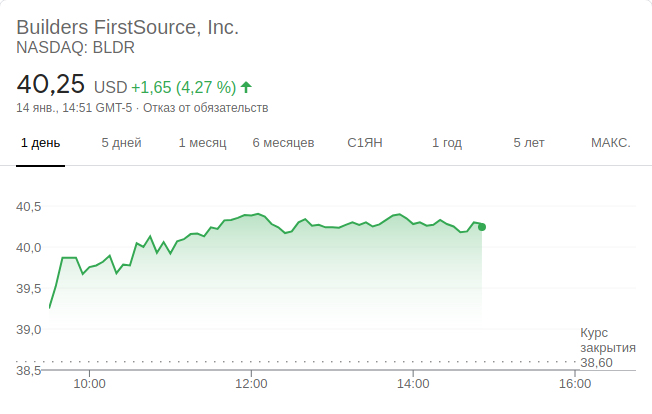 Builders FirstSource, Inc.
NASDAQ: BLDR
40,25 USD +1,65 (4,27 %)
14 янв., 14:51 GMT-5 · Отказ от обязательств
1 день 5 дней 1 месяц 6 месяцев С1ЯН 1 год 5 лет МАКС.
40,5
40,0
39,5
39,0
Курс
закрытия
38,60
38,5
10:00 12:00 14:00 16:00